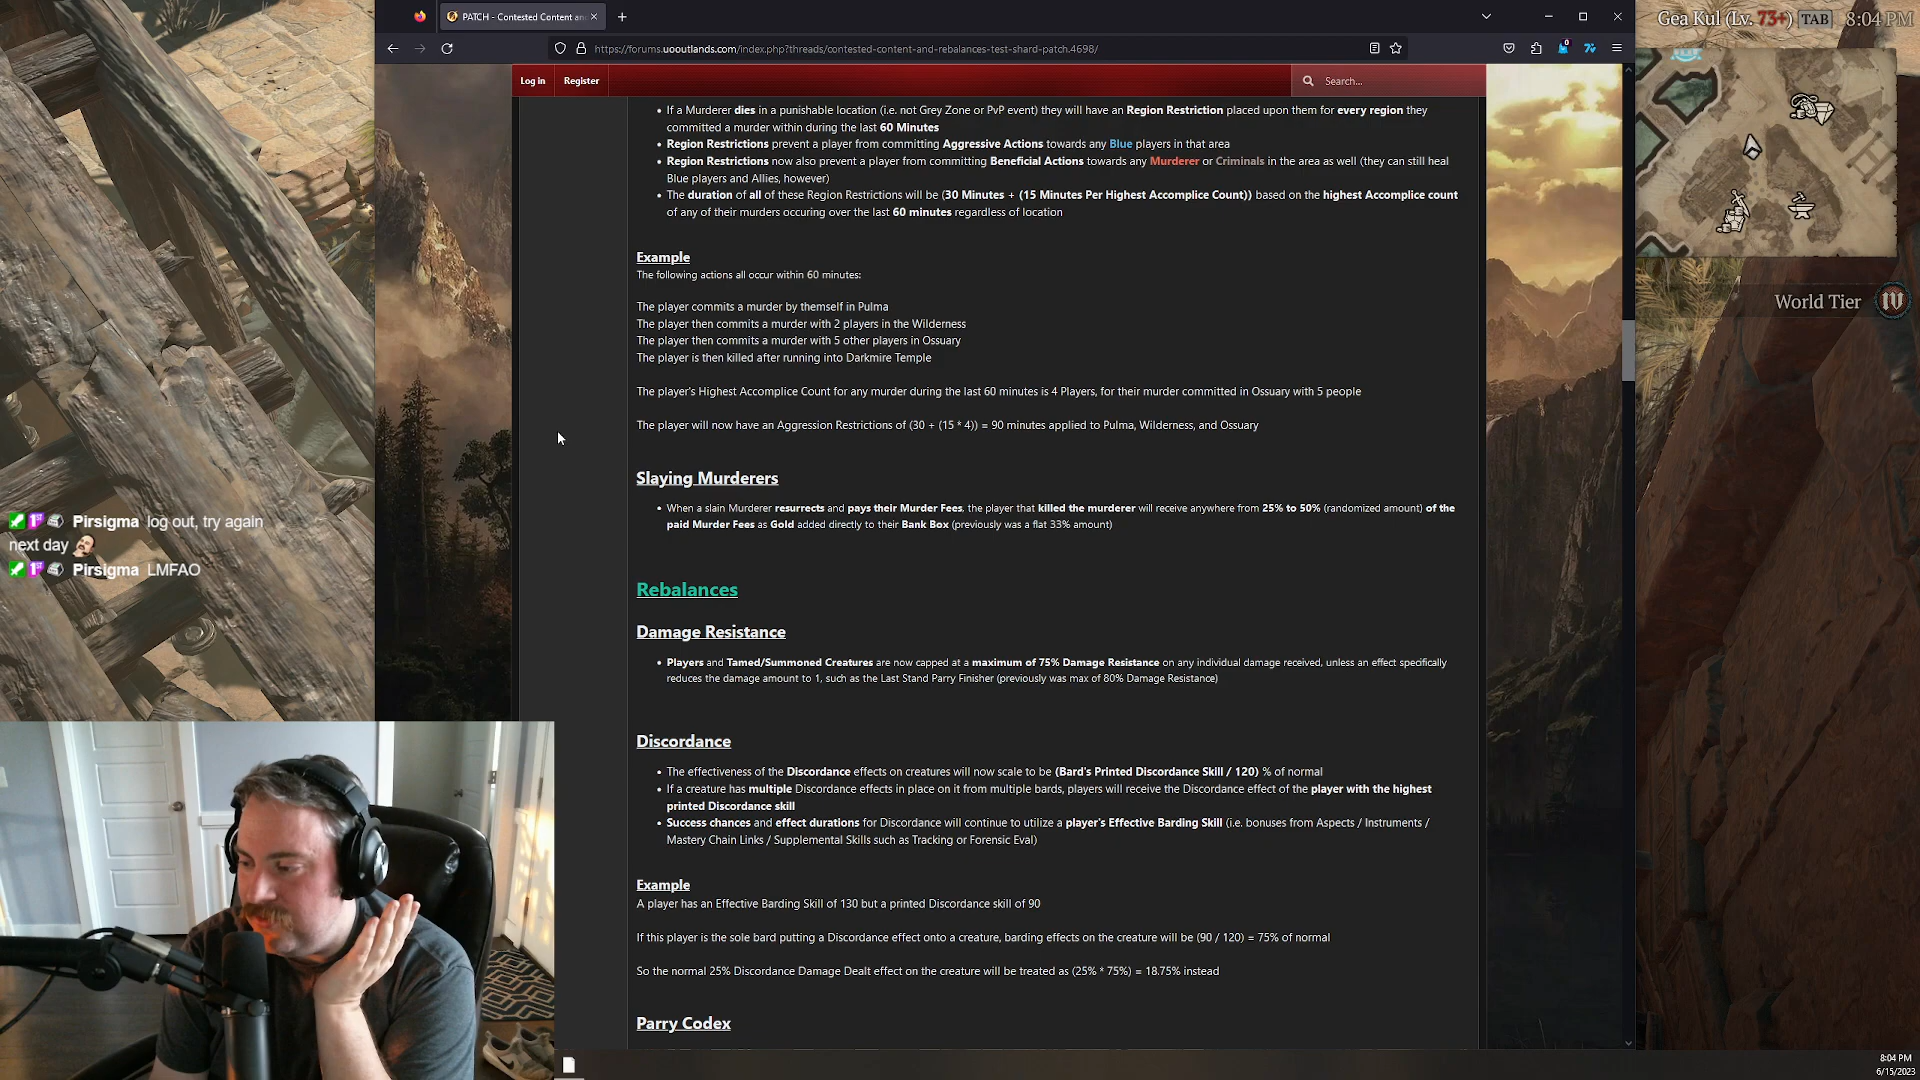 PATCH - Contested Content an
https://forums.uooutlands.com/index.php?threads/contested-content-and-rebalances-test-shard-patch.4698/
0
Gea Kul (Lv. 73+) TAB 8:04 PM
Log in Register
Search...
If a Murderer dies in a punishable location (i.e. not Grey Zone or PvP event) they will have an Region Restriction placed upon them for every region they
committed a murder within during the last 60 Minutes
Region Restrictions prevent a player from committing Aggressive Actions towards any Blue players in that area
Region Restrictions now also prevent a player from committing Beneficial Actions towards any Murderer or Criminals in the area as well (they can still heal
Blue players and Allies, however)
The duration of all of these Region Restrictions will be (30 Minutes + (15 Minutes Per Highest Accomplice Count)) based on the highest Accomplice count
of any of their murders occuring over the last 60 minutes regardless of location
Example
The following actions all occur within 60 minutes:
The player commits a murder by themself in Pulma
The player then commits a murder with 2 players in the Wilderness
The player then commits a murder with 5 other players in Ossuary
The player is then killed after running into Darkmire Temple
The player's Highest Accomplice Count for any murder during the last 60 minutes is 4 Players, for their murder committed in Ossuary with 5 people
The player will now have an Aggression Restrictions of (30 + (15 * 4)) = 90 minutes applied to Pulma, Wilderness, and Ossuary
Slaying Murderers
When a slain Murderer resurrects and pays their Murder Fees, the player that killed the murderer will receive anywhere from 25% to 50% (randomized amount) of the
paid Murder Fees as Gold added directly to their Bank Box (previously was a flat 33% amount)
Rebalances
Damage Resistance
Players and Tamed/Summoned Creatures are now capped at a maximum of 75% Damage Resistance on any individual damage received, unless an effect specifically
reduces the damage amount to 1, such as the Last Stand Parry Finisher (previously was max of 80% Damage Resistance)
Discordance
The effectiveness of the Discordance effects on creatures will now scale to be (Bard's Printed Discordance Skill / 120) % of normal
If a creature has multiple Discordance effects in place on it from multiple bards, players will receive the Discordance effect of the player with the highest
printed Discordance skill
Success chances and effect durations for Discordance will continue to utilize a player's Effective Barding Skill (i.e. bonuses from Aspects / Instruments /
Mastery Chain Links / Supplemental Skills such as Tracking or Forensic Eval)
Example
A player has an Effective Barding Skill of 130 but a printed Discordance skill of 90
If this player is the sole bard putting a Discordance effect onto a creature, barding effects on the creature will be (90 / 120) = 75% of normal
So the normal 25% Discordance Damage Dealt effect on the creature will be treated as (25% * 75%) = 18.75% instead
Parry Codex
World Tier IV
1st Pirsigma log out, try again
next day
1st Pirsigma LMFAO
8:04 PM
6/15/2023